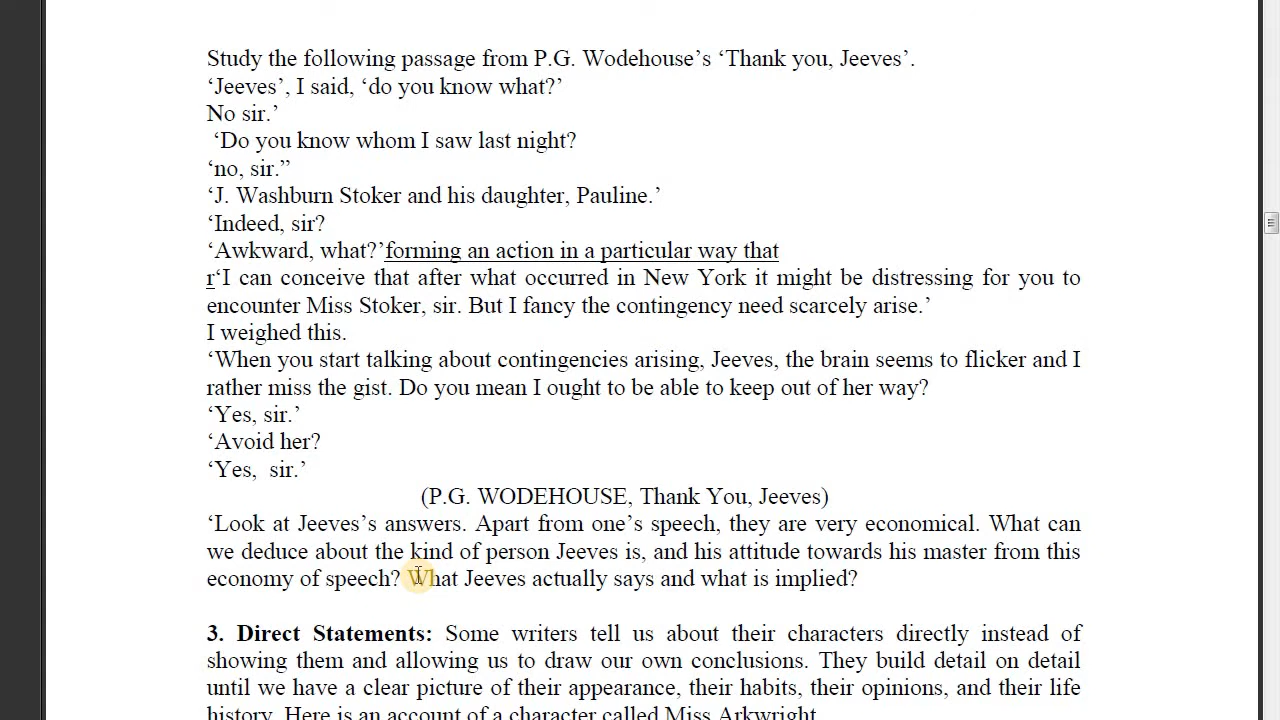 Study the following passage from P.G. Wodehouse’s ‘Thank you, Jeeves’.
‘Jeeves’, I said, ‘do you know what?’
No sir.’
‘Do you know whom I saw last night?
‘no, sir.”
‘J. Washburn Stoker and his daughter, Pauline.’
‘Indeed, sir?
‘Awkward, what?’forming an action in a particular way that
r‘I can conceive that after what occurred in New York it might be distressing for you to
encounter Miss Stoker, sir. But I fancy the contingency need scarcely arise.’
I weighed this.
‘When you start talking about contingencies arising, Jeeves, the brain seems to flicker and I
rather miss the gist. Do you mean I ought to be able to keep out of her way?
‘Yes, sir.’
‘Avoid her?
‘Yes, sir.’
(P.G. WODEHOUSE, Thank You, Jeeves)
‘Look at Jeeves’s answers. Apart from one’s speech, they are very economical. What can
we deduce about the kind of person Jeeves is, and his attitude towards his master from this
economy of speech? What Jeeves actually says and what is implied?
3. Direct Statements: Some writers tell us about their characters directly instead of
showing them and allowing us to draw our own conclusions. They build detail on detail
until we have a clear picture of their appearance, their habits, their opinions, and their life
history. Here is an account of a character called Miss Arkwright.